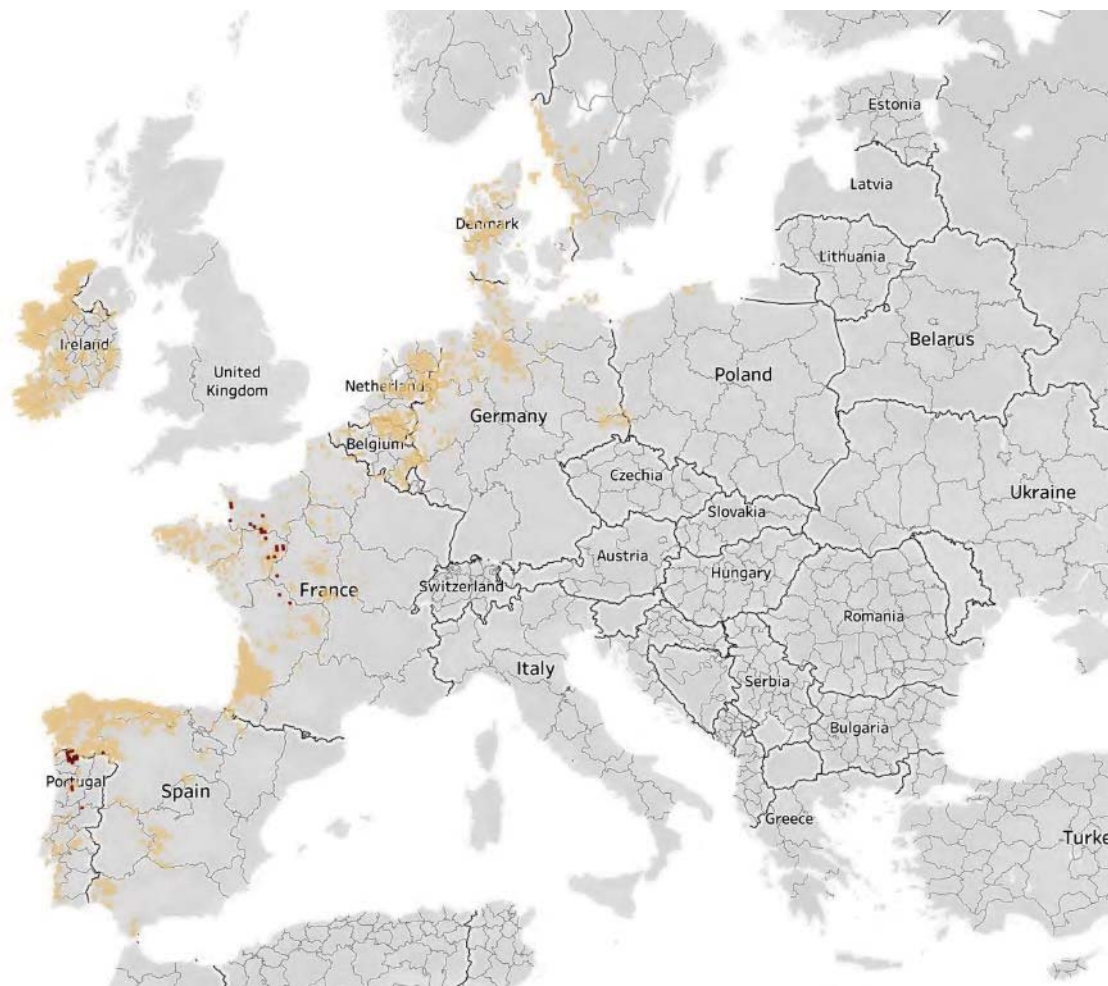 Estonia
Latvia
Denmark
Lithuania
Ireland
Belarus
United
Kingdom
Netherlands
Poland
Germany
Belgium
Czechia
Ukraine
Slovakia
Austria
Hungary
Switzerland
France
Romania
Italy
Serbia
Bulgaria
Portugal
Spain
Greece
Turke